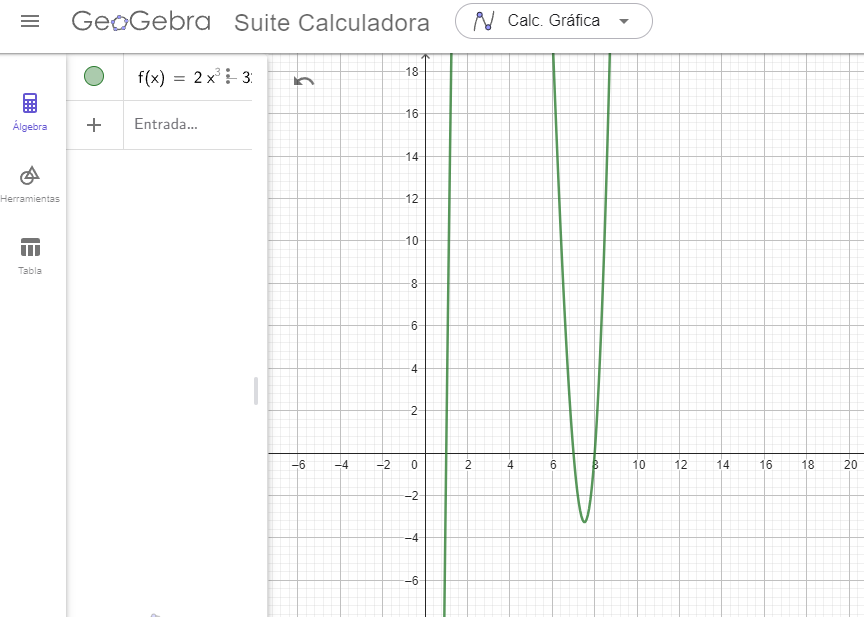 GeoGebra Suite Calculadora Calc. Gráfica
f(x) = 2 x³ – 3
Entrada...
Álgebra
Herramientas
Tabla
18
16
14
12
10
8
6
4
2
0
–6 –4 –2 2 4 6 8 10 12 14 16 18 20
–2
–4
–6